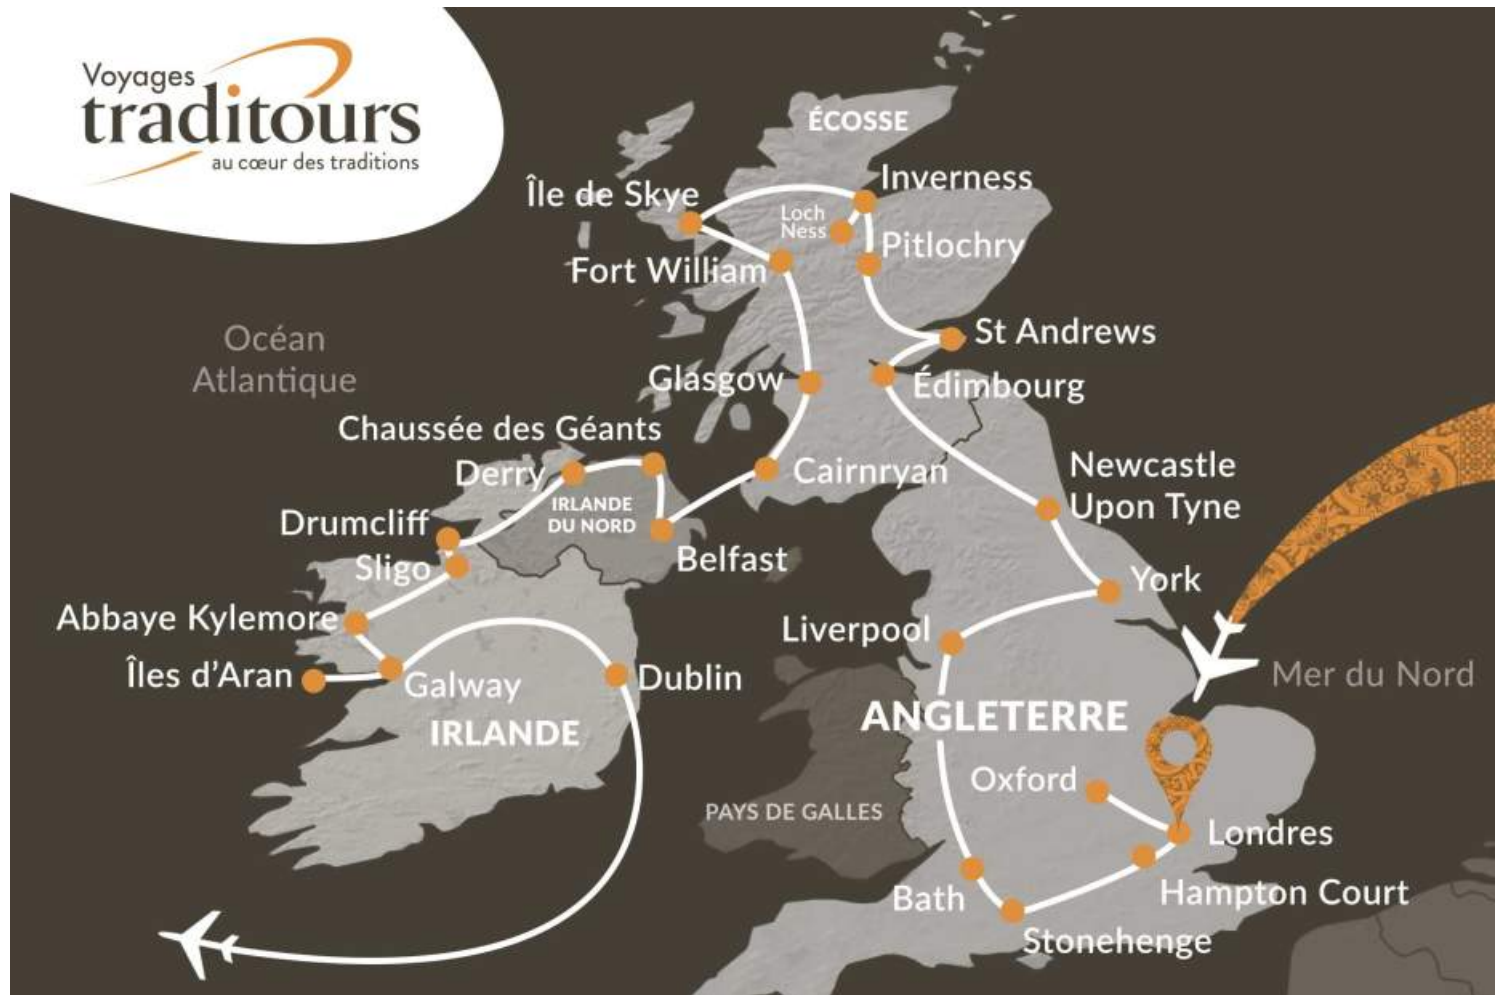 Voyages
traditours
au cœur des traditions
ÉCOSSE
Inverness
Île de Skye
Loch
Ness
Pitlochry
Fort William
Océan
Atlantique
St Andrews
Glasgow
Édimbourg
Chaussée des Géants
Derry
Cairnryan
Newcastle
Upon Tyne
IRLANDE
DU NORD
Drumcliff
Belfast
Sligo
York
Abbaye Kylemore
Liverpool
Îles d'Aran
Galway
Dublin
Mer du Nord
IRLANDE
ANGLETERRE
Oxford
PAYS DE GALLES
Londres
Bath
Hampton Court
Stonehenge